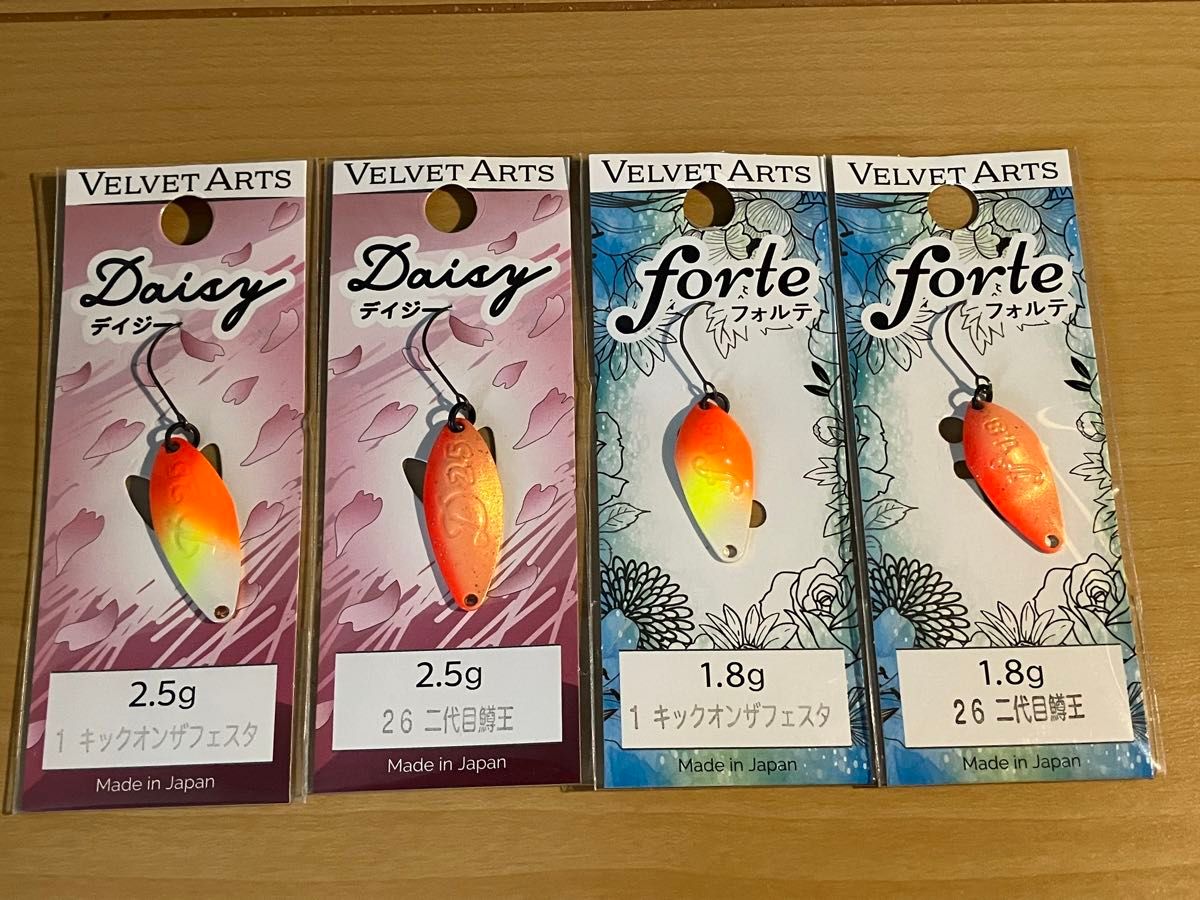 VELVET ARTS
Daisy
デイジー
D 25
2.5g
1 キックオンザフェスタ
Made in Japan
VELVET ARTS
Daisy
デイジー
D 25
2.5g
26 二代目鱒王
Made in Japan
VELVET ARTS
forte
フォルテ
1.8g
1 キックオンザフェスタ
Made in Japan
VELVET ARTS
forte
フォルテ
1.8g
26 二代目鱒王
Made in Japan